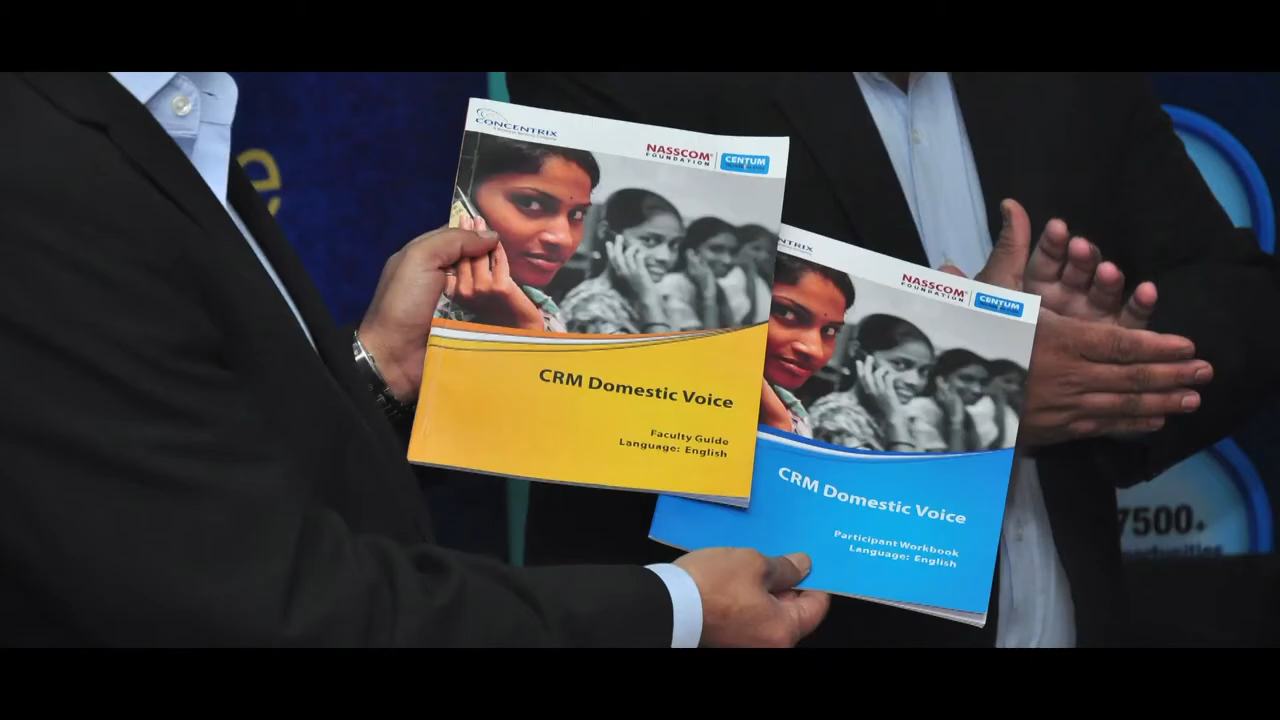 CONCENTRIX
NASSCOM
FOUNDATION
CENTUM
CRM Domestic Voice
Faculty Guide
Language: English
NTRIX
NASSCOM
FOUNDATION
CENTUM
CRM Domestic Voice
Participant Workbook
Language: English
e
7500+